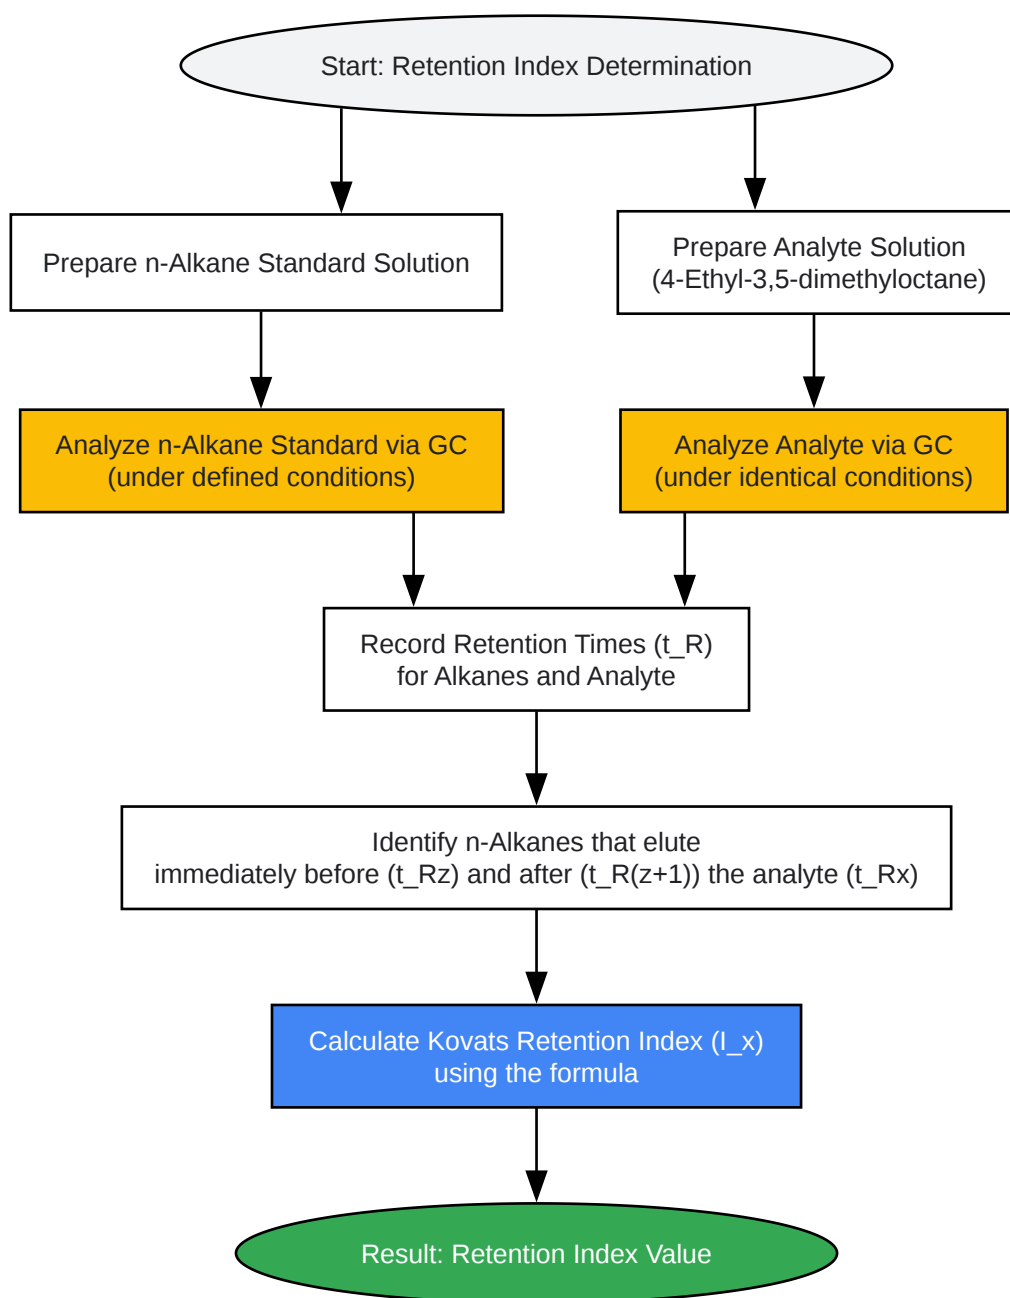 Start: Retention Index Determination
Prepare n-Alkane Standard Solution
Prepare Analyte Solution
(4-Ethyl-3,5-dimethyloctane)
Analyze n-Alkane Standard via GC
(under defined conditions)
Analyze Analyte via GC
(under identical conditions)
Record Retention Times (t_R)
for Alkanes and Analyte
Identify n-Alkanes that elute
immediately before (t_Rz) and after (t_R(z+1)) the analyte (t_Rx)
Calculate Kovats Retention Index (I_x)
using the formula
Result: Retention Index Value